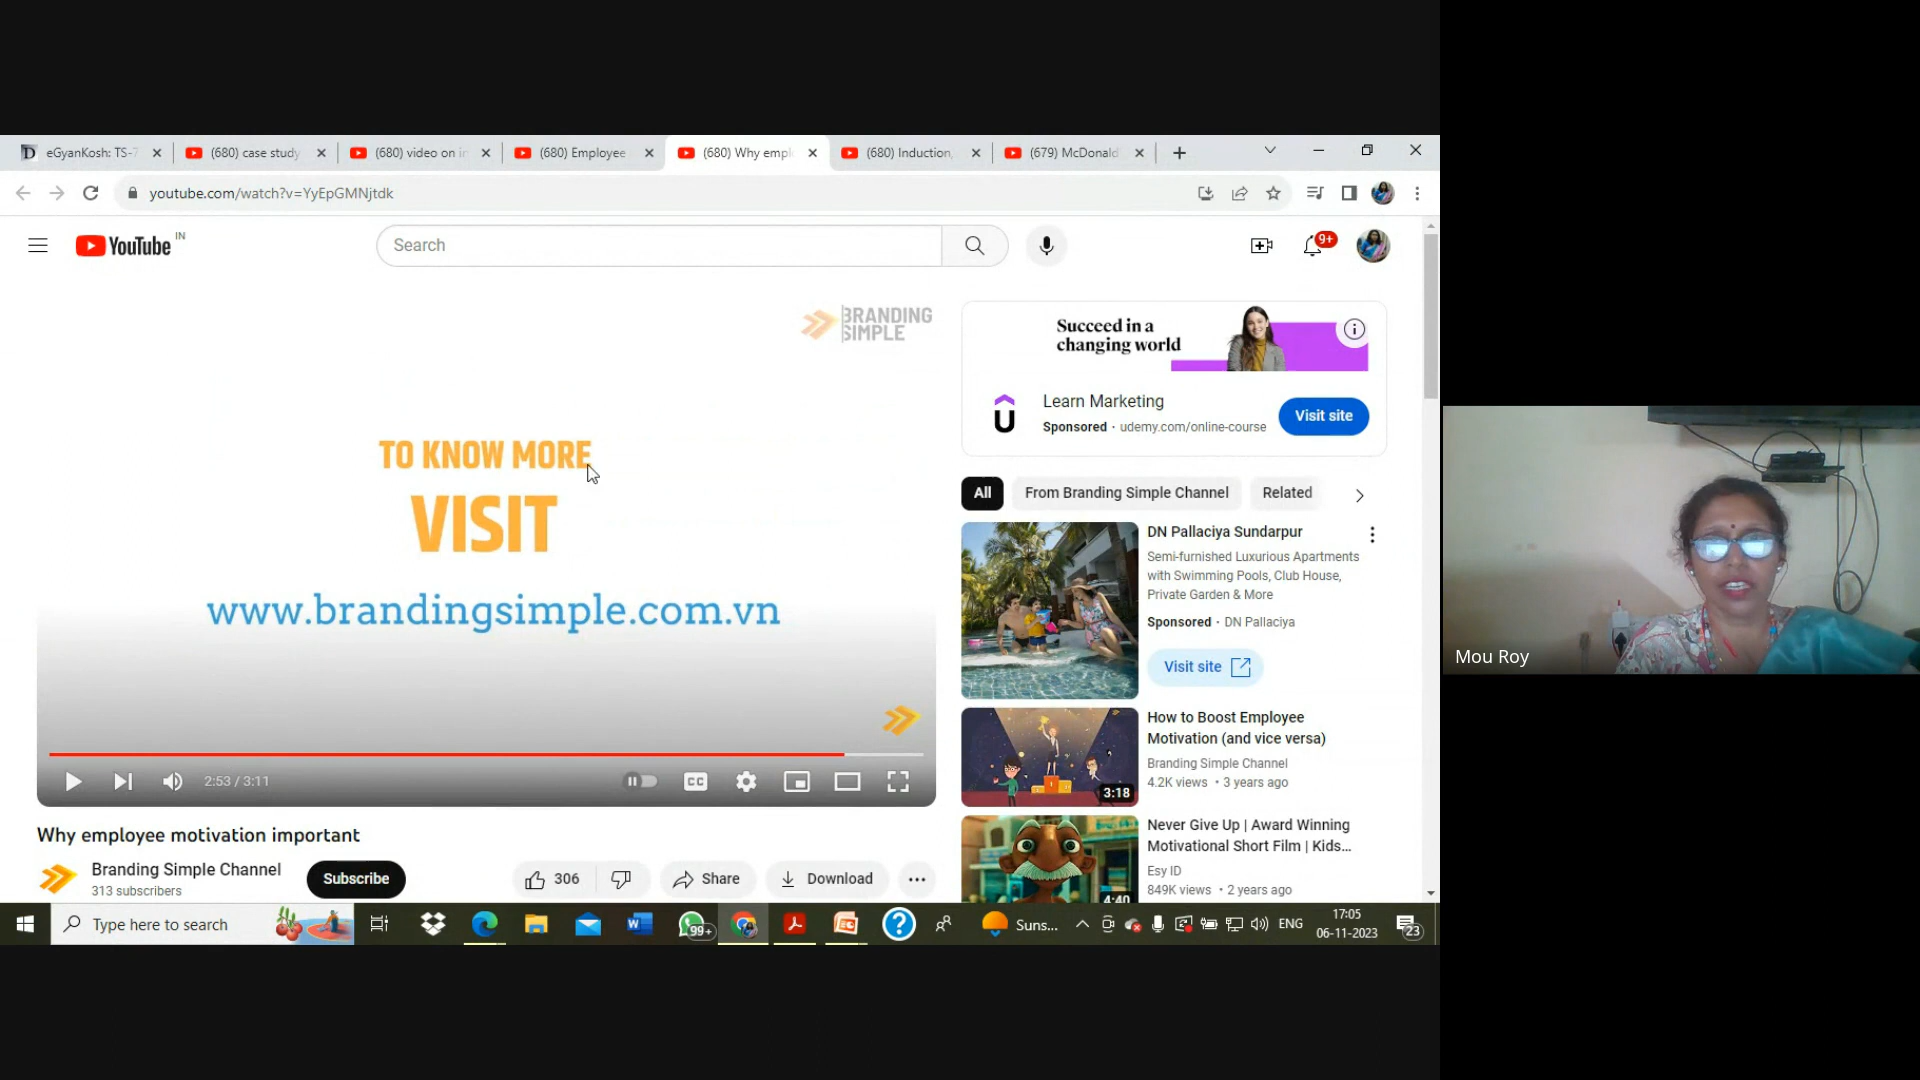 eGyanKosh: TS-7
(680) case study
(680) video on in
(680) Employee
(680) Why empl
(680) Induction,
(679) McDonald
youtube.com/watch?v=YyEpGMNjtdk
YouTube IN
Search
9+
BRANDING
SIMPLE
TO KNOW MORE
VISIT
www.brandingsimple.com.vn
2:53 / 3:11
CC
Why employee motivation important
Branding Simple Channel
313 subscribers
Subscribe
306
Share
Download
Succeed in a
changing world
Learn Marketing
Sponsored · udemy.com/online-course
Visit site
All
From Branding Simple Channel
Related
DN Pallaciya Sundarpur
Semi-furnished Luxurious Apartments
with Swimming Pools, Club House,
Private Garden & More
Sponsored · DN Pallaciya
Visit site
3:18
How to Boost Employee
Motivation (and vice versa)
Branding Simple Channel
4.2K views • 3 years ago
4:40
Never Give Up | Award Winning
Motivational Short Film | Kids...
Esy ID
849K views • 2 years ago
Type here to search
99+
Suns...
ENG
17:05
06-11-2023
23
Mou Roy